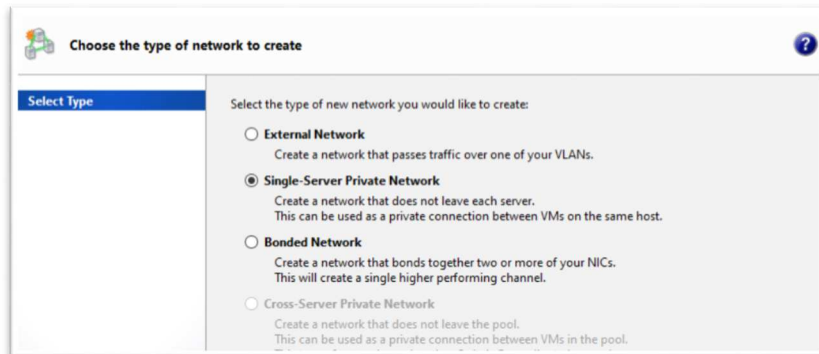 Choose the type of network to create
?
Select Type
Select the type of new network you would like to create:
External Network
Create a network that passes traffic over one of your VLANs.
Single-Server Private Network
Create a network that does not leave each server.
This can be used as a private connection between VMs on the same host.
Bonded Network
Create a network that bonds together two or more of your NICs.
This will create a single higher performing channel.
Cross-Server Private Network
Create a network that does not leave the pool.
This can be used as a private connection between VMs in the pool.